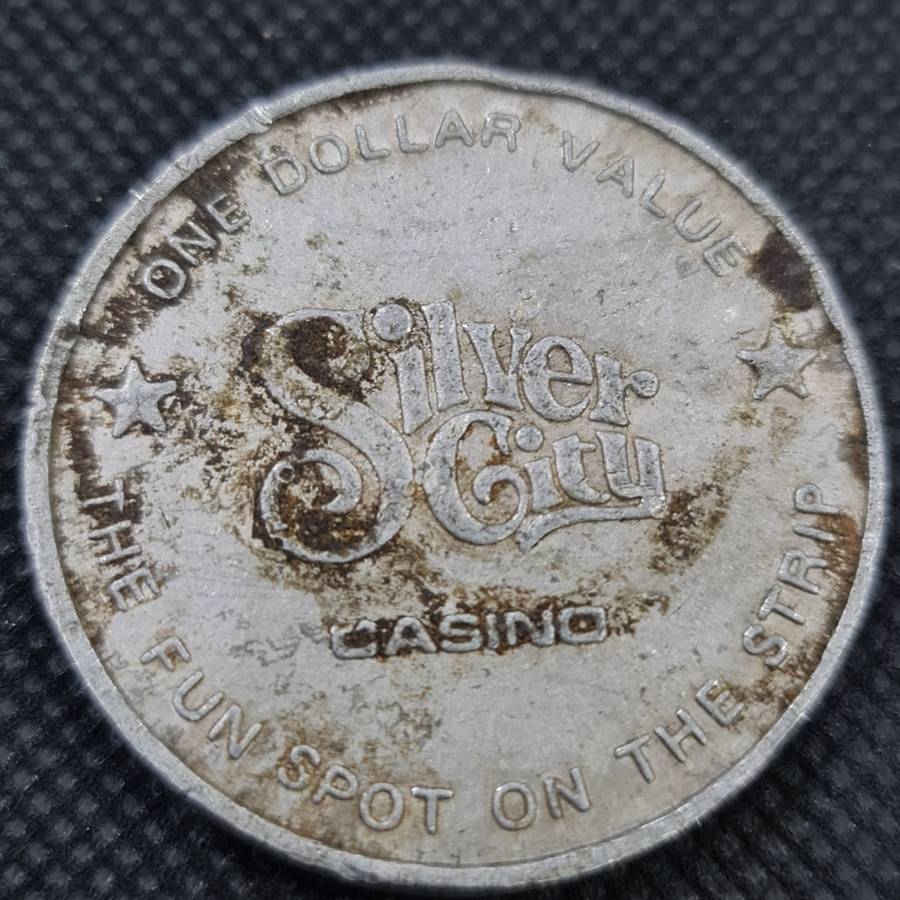 ONE DOLLAR VALUE
Silver
City
CASINO
THE FUN SPOT ON THE STRIP